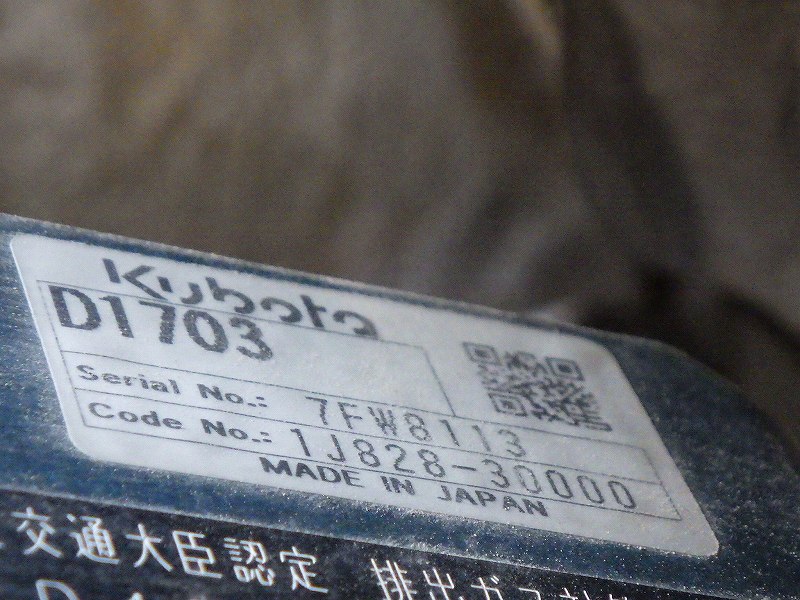 Kubota
D1703
Serial No.: 7FW8113
Code No.: 1J828-30000
MADE IN JAPAN
交通大臣認定 排出ガス